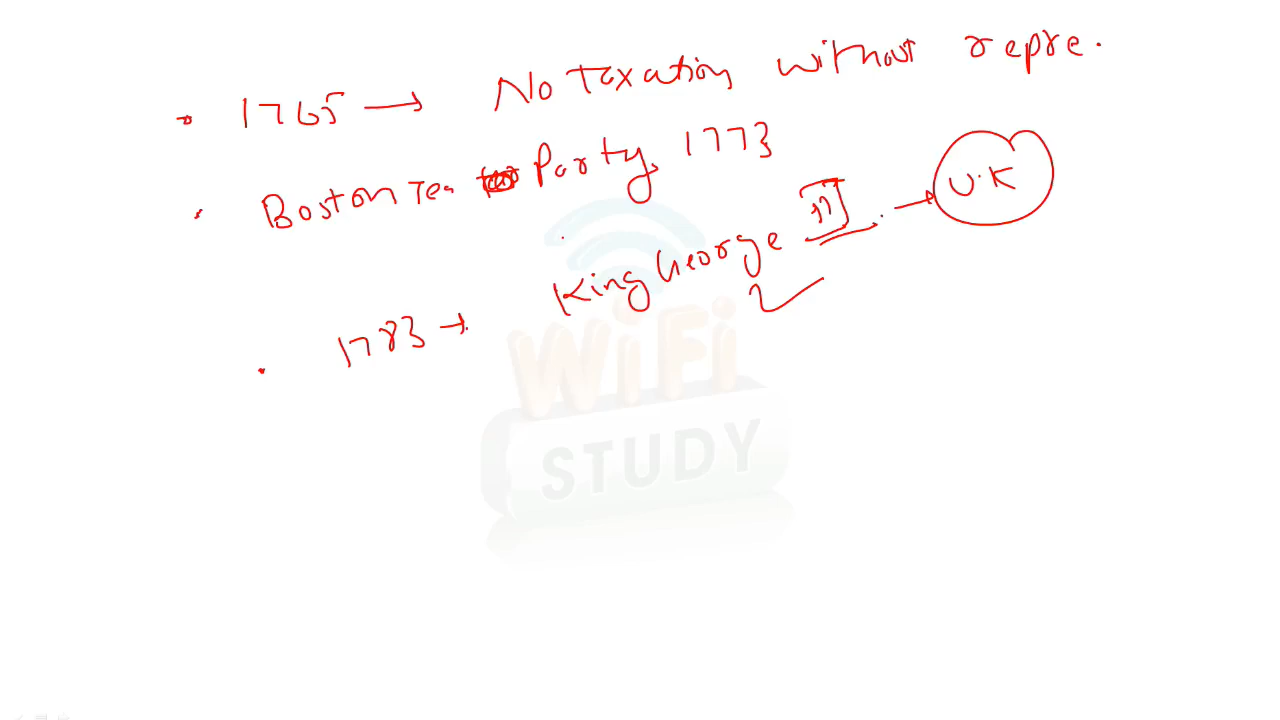 1765 → No Taxation without repre.
Boston Tea Party 1773
1783 → King George III → U.K
WiFi
STUDY